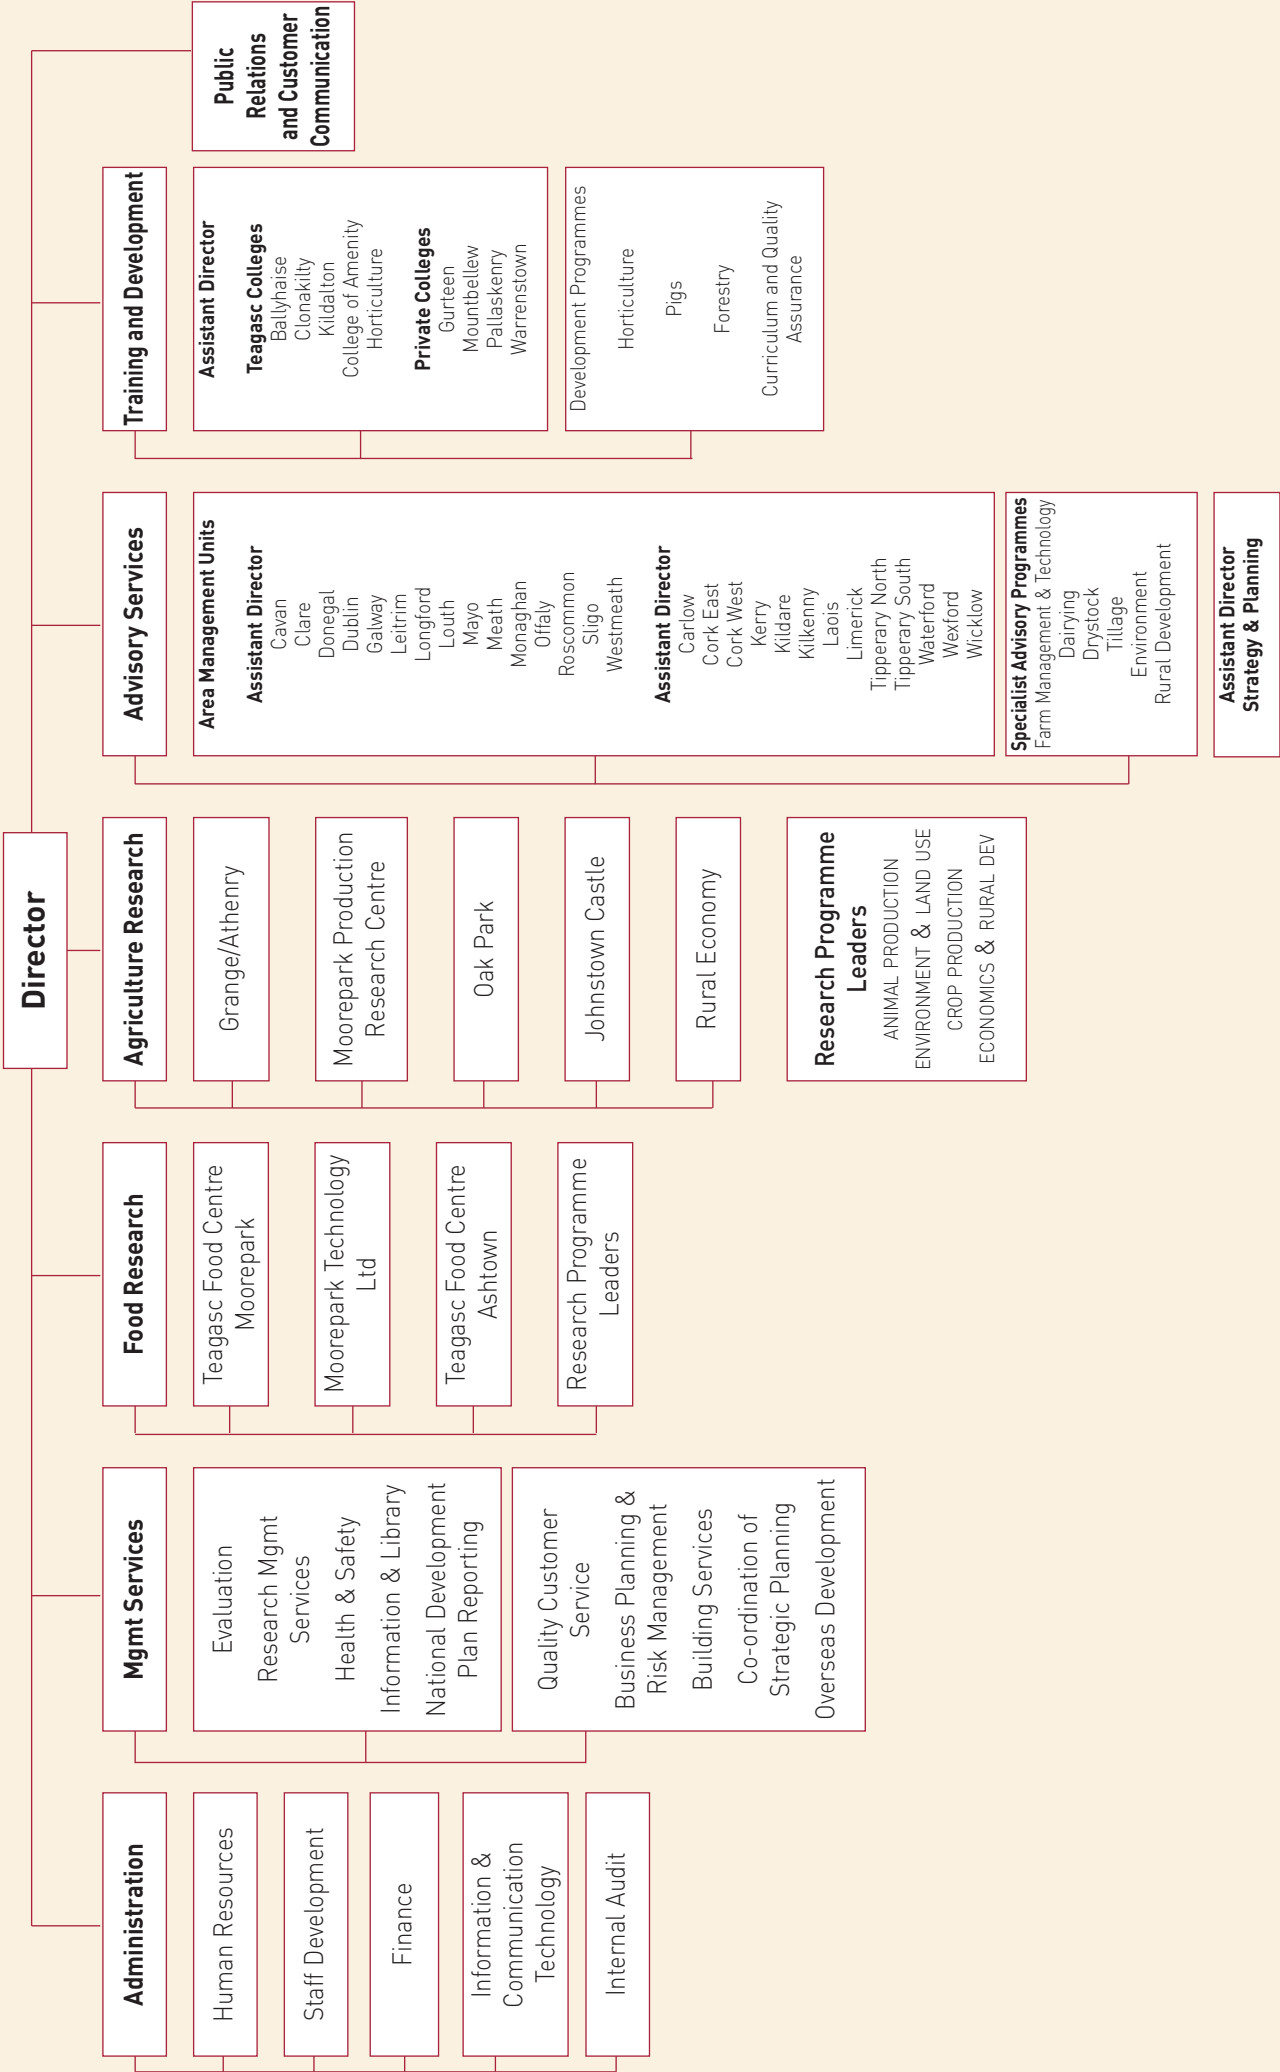 Director
Administration
Human Resources
Staff Development
Finance
Information &
Communication
Technology
Internal Audit
Mgmt Services
Evaluation
Research Mgmt
Services
Health & Safety
Information & Library
National Development
Plan Reporting
Quality Customer
Service
Business Planning &
Risk Management
Building Services
Co-ordination of
Strategic Planning
Overseas Development
Food Research
Teagasc Food Centre
Moorepark
Moorepark Technology
Ltd
Teagasc Food Centre
Ashtown
Research Programme
Leaders
Agriculture Research
Grange/Athenry
Moorepark Production
Research Centre
Oak Park
Johnstown Castle
Rural Economy
Research Programme
Leaders
ANIMAL PRODUCTION
ENVIRONMENT & LAND USE
CROP PRODUCTION
ECONOMICS & RURAL DEV
Advisory Services
Area Management Units
Assistant Director
Cavan
Clare
Donegal
Dublin
Galway
Leitrim
Longford
Louth
Mayo
Meath
Monaghan
Offaly
Roscommon
Sligo
Westmeath
Assistant Director
Carlow
Cork East
Cork West
Kerry
Kildare
Kilkenny
Laois
Limerick
Tipperary North
Tipperary South
Waterford
Wexford
Wicklow
Specialist Advisory Programmes
Farm Management & Technology
Dairying
Drystock
Tillage
Environment
Rural Development
Assistant Director
Strategy & Planning
Training and Development
Assistant Director
Teagasc Colleges
Ballyhaise
Clonakilty
Kildalton
College of Amenity
Horticulture
Private Colleges
Gurteen
Mountbellew
Pallaskenry
Warrenstown
Development Programmes
Horticulture
Pigs
Forestry
Curriculum and Quality
Assurance
Public
Relations
and Customer
Communication